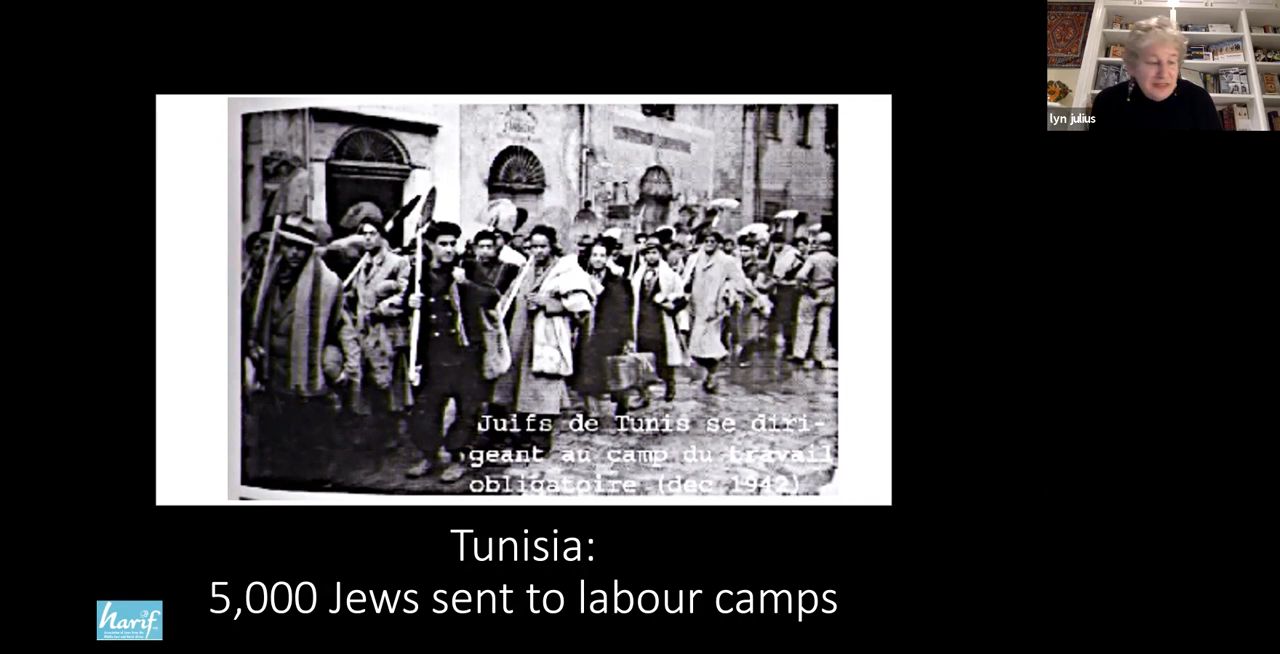 lyn julius
Juifs de Tunis se diri-
geant au camp du travail
obligatoire (dec 1942)
Tunisia:
5,000 Jews sent to labour camps
harif